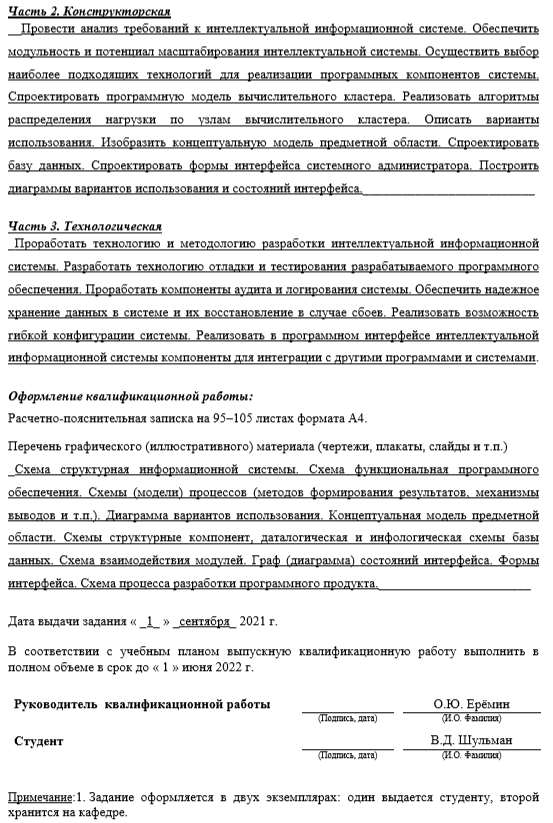 Часть 2. Конструкторская
Провести анализ требований к интеллектуальной информационной системе. Обеспечить
модульность и потенциал масштабирования интеллектуальной системы. Осуществить выбор
наиболее подходящих технологий для реализации программных компонентов системы.
Спроектировать программную модель вычислительного кластера. Реализовать алгоритмы
распределения нагрузки по узлам вычислительного кластера. Описать варианты
использования. Изобразить концептуальную модель предметной области. Спроектировать
базу данных. Спроектировать формы интерфейса системного администратора. Построить
диаграммы вариантов использования и состояний интерфейса.
Часть 3. Технологическая
Проработать технологию и методологию разработки интеллектуальной информационной
системы. Разработать технологию отладки и тестирования разрабатываемого программного
обеспечения. Проработать компоненты аудита и логирования системы. Обеспечить надежное
хранение данных в системе и их восстановление в случае сбоев. Реализовать возможность
гибкой конфигурации системы. Реализовать в программном интерфейсе интеллектуальной
информационной системы компоненты для интеграции с другими программами и системами.
Оформление квалификационной работы:
Расчетно-пояснительная записка на 95–105 листах формата А4.
Перечень графического (иллюстративного) материала (чертежи, плакаты, слайды и т.п.)
Схема структурная информационной системы. Схема функциональная программного
обеспечения. Схемы (модели) процессов (методов формирования результатов, механизмы
выводов и т.п.). Диаграмма вариантов использования. Концептуальная модель предметной
области. Схемы структурные компонент, даталогическая и инфологическая схемы базы
данных. Схема взаимодействия модулей. Граф (диаграмма) состояний интерфейса. Формы
интерфейса. Схема процесса разработки программного продукта.
Дата выдачи задания « _1_ » _сентября_ 2021 г.
В соответствии с учебным планом выпускную квалификационную работу выполнить в
полном объеме в срок до « 1 » июня 2022 г.
Руководитель квалификационной работы О.Ю. Ерёмин
(Подпись, дата) (И.О. Фамилия)
Студент В.Д. Шульман
(Подпись, дата) (И.О. Фамилия)
Примечание:1. Задание оформляется в двух экземплярах: один выдается студенту, второй
хранится на кафедре.